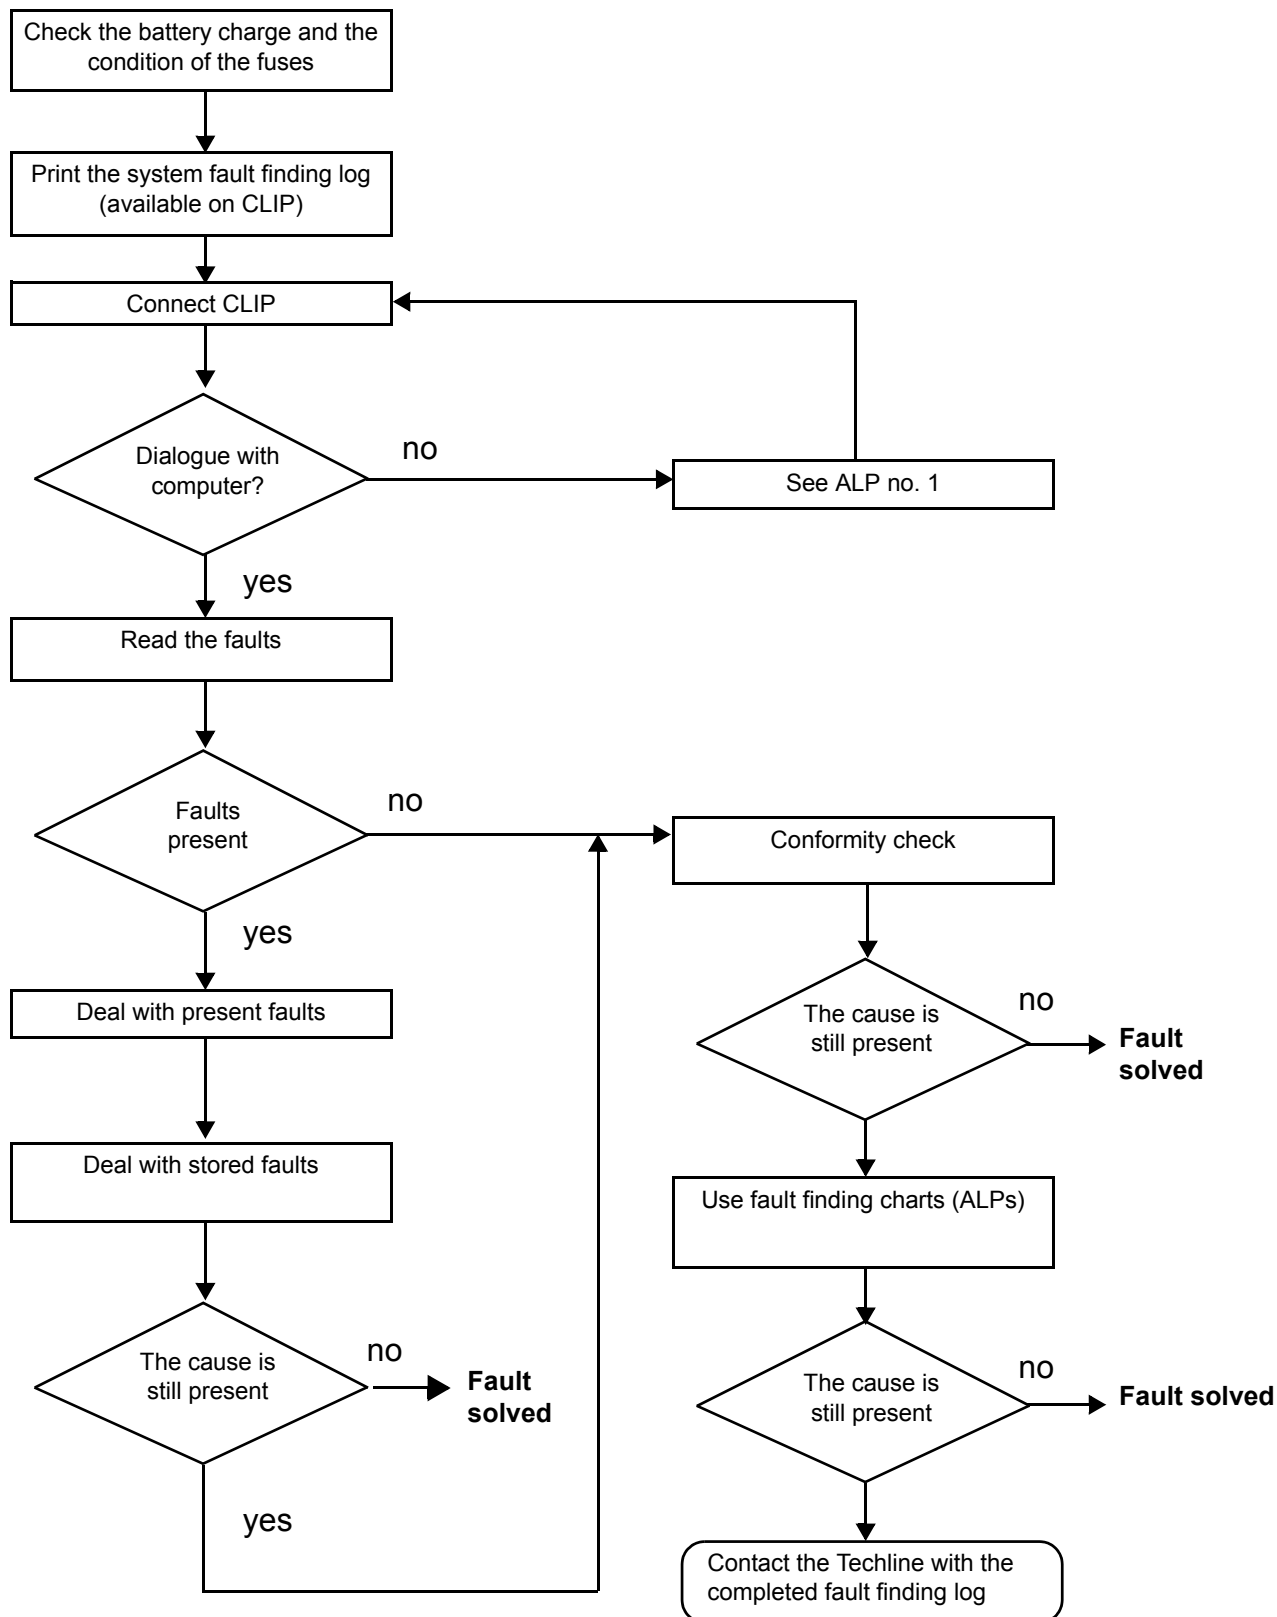 Check the battery charge and the
condition of the fuses
Print the system fault finding log
(available on CLIP)
Connect CLIP
Dialogue with
computer?
no
See ALP no. 1
yes
Read the faults
Faults
present
no
Conformity check
yes
Deal with present faults
The cause is
still present
no
Fault
solved
Deal with stored faults
Use fault finding charts (ALPs)
The cause is
still present
no
Fault
solved
The cause is
still present
no
Fault solved
yes
Contact the Techline with the
completed fault finding log